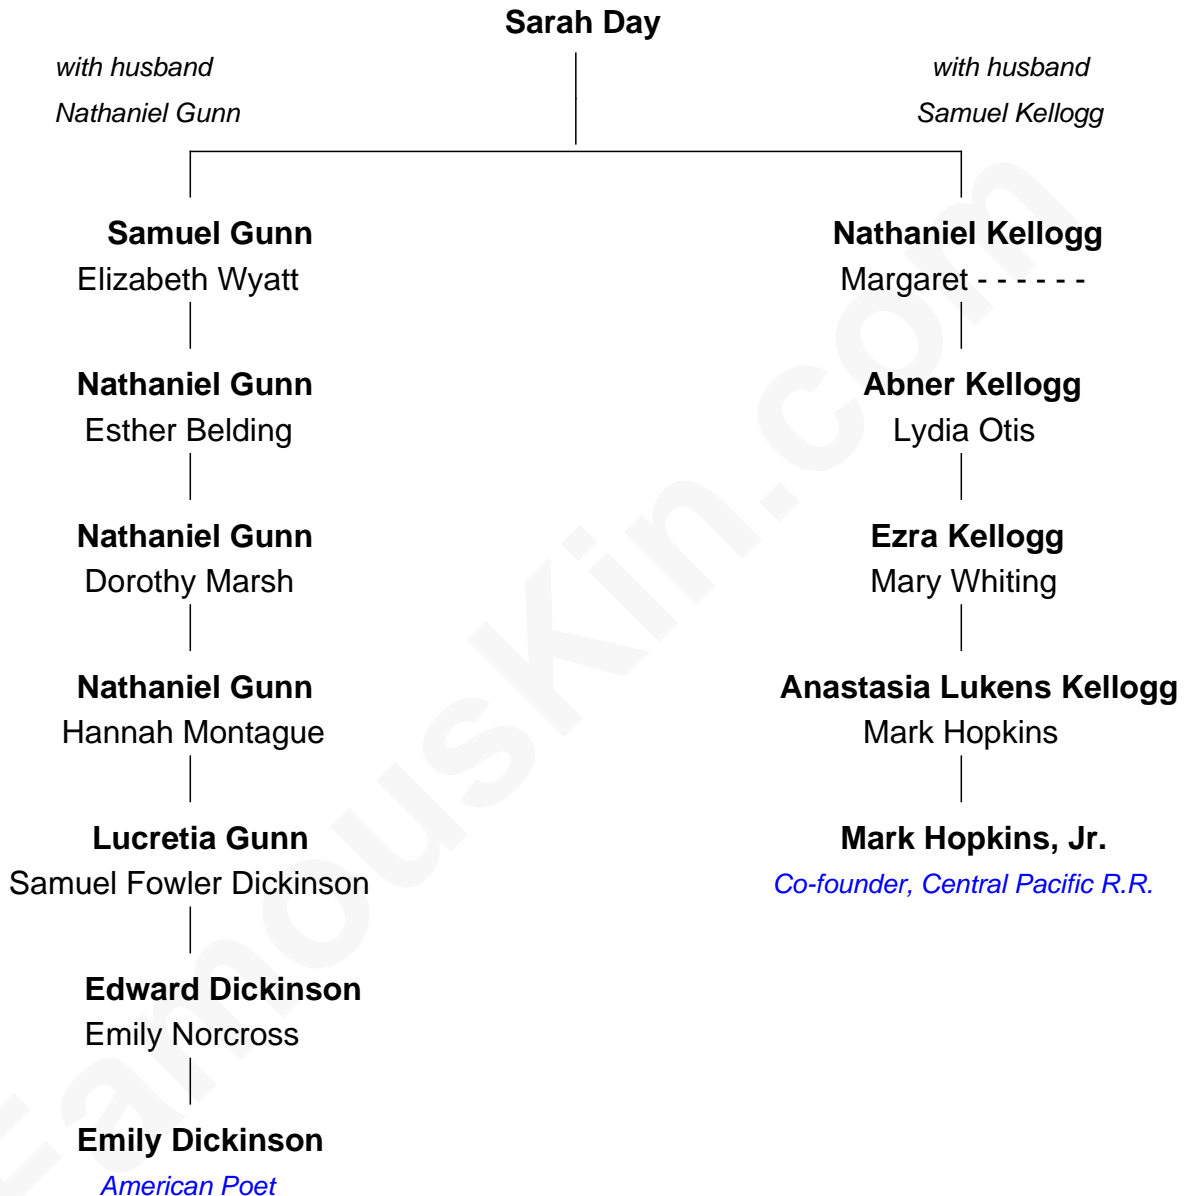 Sarah Day
with husband
Nathaniel Gunn
with husband
Samuel Kellogg
Samuel Gunn
Elizabeth Wyatt
Nathaniel Kellogg
Margaret - - - - - -
Nathaniel Gunn
Esther Belding
Abner Kellogg
Lydia Otis
Nathaniel Gunn
Dorothy Marsh
Ezra Kellogg
Mary Whiting
Nathaniel Gunn
Hannah Montague
Anastasia Lukens Kellogg
Mark Hopkins
Lucretia Gunn
Samuel Fowler Dickinson
Mark Hopkins, Jr.
Co-founder, Central Pacific R.R.
Edward Dickinson
Emily Norcross
Emily Dickinson
American Poet
FamousKin.com